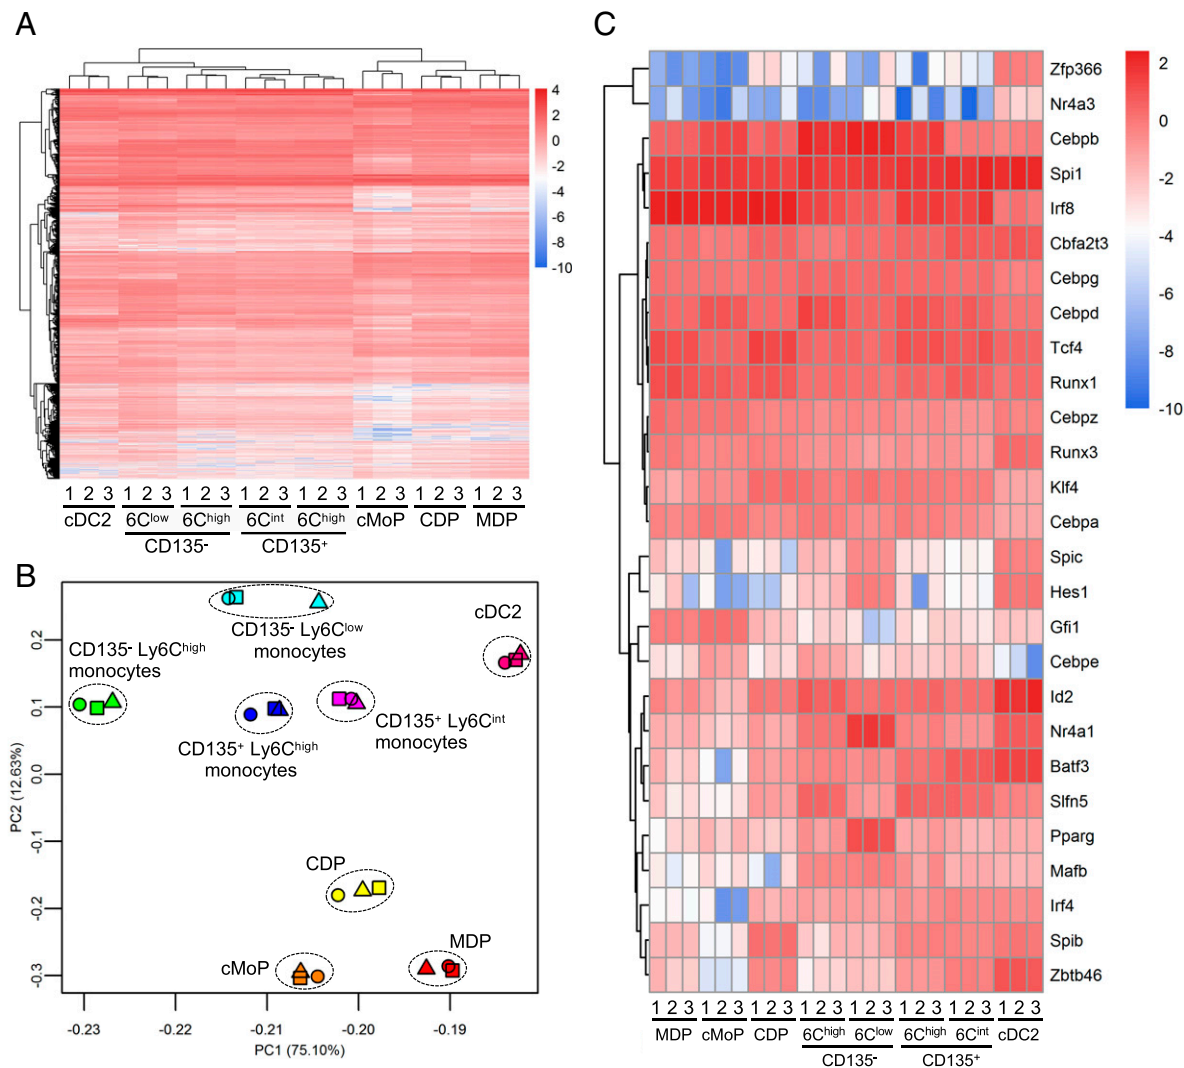 A
4
2
0
-2
-4
-6
-8
-10
1 2 3 1 2 3 1 2 3 1 2 3 1 2 3 1 2 3 1 2 3 1 2 3
cDC2 6Clow 6Chigh 6Cint 6Chigh cMoP CDP MDP
CD135- CD135+
B
0.2
0.1
0.0
-0.1
-0.2
-0.3
PC2 (12.63%)
CD135- Ly6Chigh
monocytes
CD135- Ly6Clow
monocytes
cDC2
CD135+ Ly6Chigh
monocytes
CD135+ Ly6Cint
monocytes
CDP
cMoP
MDP
-0.23 -0.22 -0.21 -0.20 -0.19
PC1 (75.10%)
C
Zfp366
Nr4a3
Cebpb
Spi1
Irf8
Cbfa2t3
Cebpg
Cebpd
Tcf4
Runx1
Cebpz
Runx3
Klf4
Cebpa
Spic
Hes1
Gfi1
Cebpe
Id2
Nr4a1
Batf3
Slfn5
Pparg
Mafb
Irf4
Spib
Zbtb46
2
0
-2
-4
-6
-8
-10
1 2 3 1 2 3 1 2 3 1 2 3 1 2 3 1 2 3 1 2 3 1 2 3
MDP cMoP CDP 6Chigh 6Clow 6Chigh 6Cint cDC2
CD135- CD135+